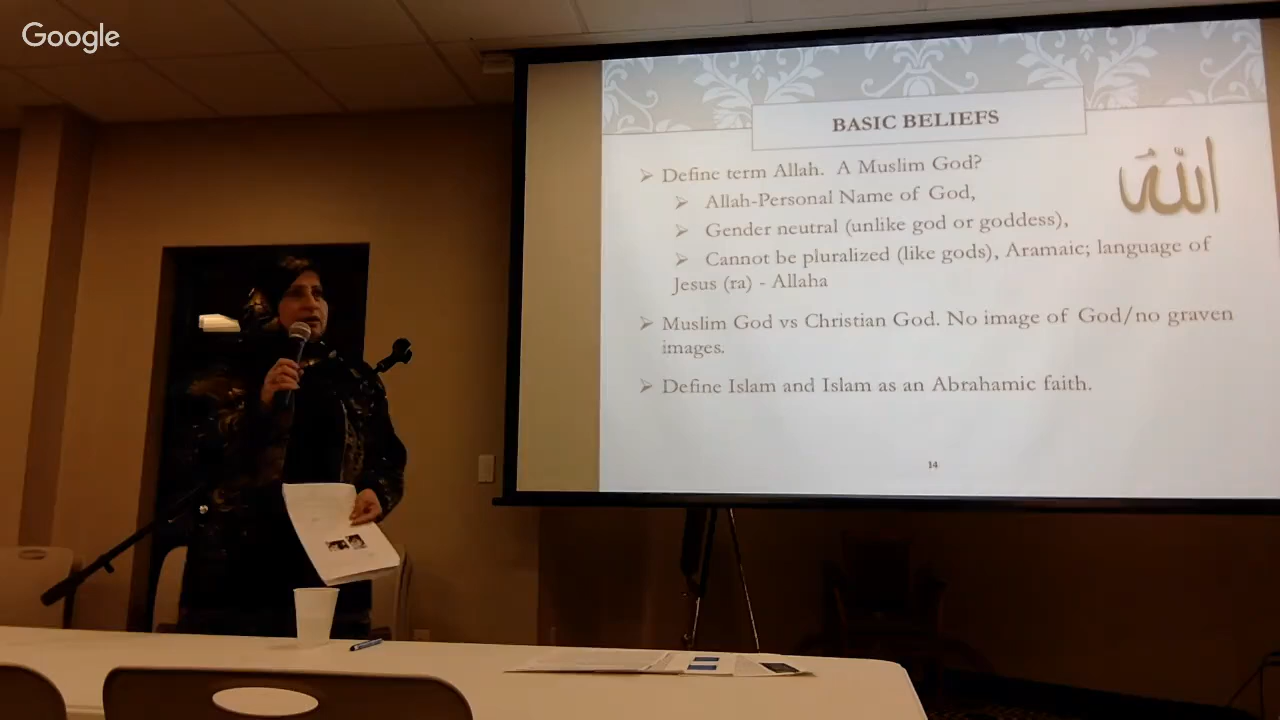 Google
BASIC BELIEFS
الله
Define term Allah. A Muslim God?
Allah-Personal Name of God,
Gender neutral (unlike god or goddess),
Cannot be pluralized (like gods), Aramaic; language of
Jesus (ra) - Allaha
Muslim God vs Christian God. No image of God/no graven
images.
Define Islam and Islam as an Abrahamic faith.
14